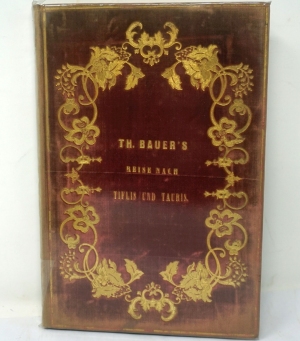 TH. BAUER'S
REISE NACH
TIFLIS UND TAURIS.